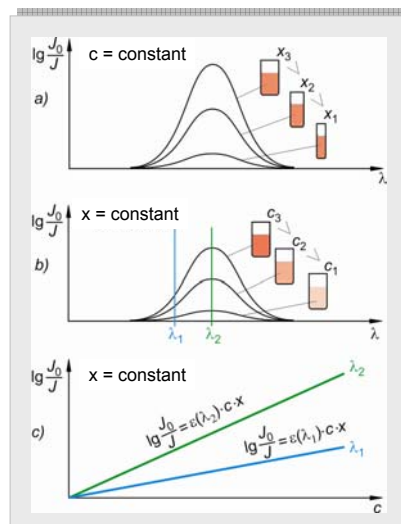 lg J₀/J c = constant
a)
x₃
x₂
x₁
λ
lg J₀/J x = constant
b)
c₃
c₂
c₁
λ₁ λ₂ λ
lg J₀/J x = constant
c)
λ₂
lg J₀/J = ε(λ₂)·c·x
lg J₀/J = ε(λ₁)·c·x
λ₁
c